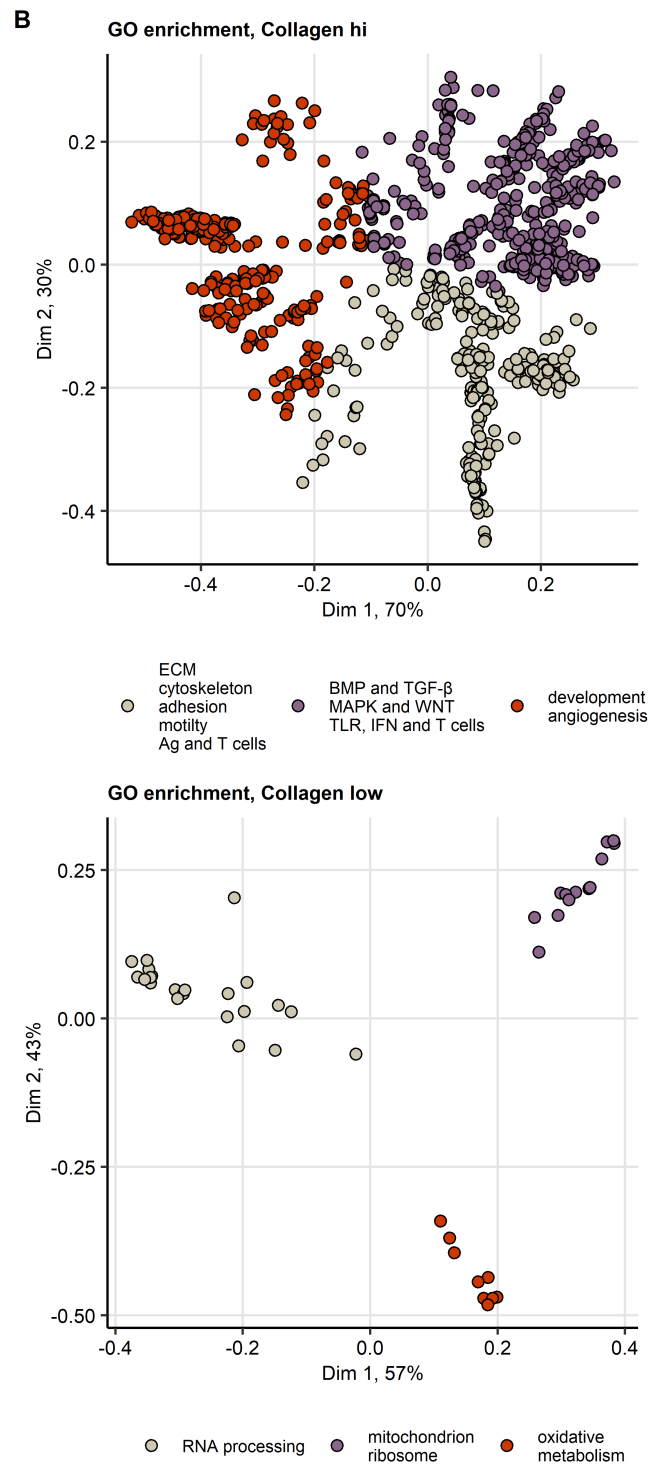 B
GO enrichment, Collagen hi
0.2
0.0
-0.2
-0.4
Dim 2, 30%
-0.4
-0.2
0.0
0.2
Dim 1, 70%
ECM
cytoskeleton
adhesion
motilty
Ag and T cells
BMP and TGF-β
MAPK and WNT
TLR, IFN and T cells
development
angiogenesis
GO enrichment, Collagen low
0.25
0.00
-0.25
-0.50
Dim 2, 43%
-0.4
-0.2
0.0
0.2
0.4
Dim 1, 57%
RNA processing
mitochondrion
ribosome
oxidative
metabolism